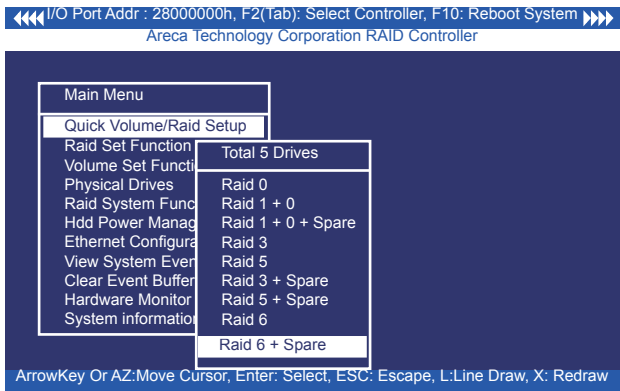 I/O Port Addr : 28000000h, F2(Tab): Select Controller, F10: Reboot System
Areca Technology Corporation RAID Controller
Main Menu
Quick Volume/Raid Setup
Raid Set Function
Volume Set Functi
Physical Drives
Raid System Func
Hdd Power Manag
Ethernet Configura
View System Even
Clear Event Buffer
Hardware Monitor
System information
Total 5 Drives
Raid 0
Raid 1 + 0
Raid 1 + 0 + Spare
Raid 3
Raid 5
Raid 3 + Spare
Raid 5 + Spare
Raid 6
Raid 6 + Spare
ArrowKey Or AZ:Move Cursor, Enter: Select, ESC: Escape, L:Line Draw, X: Redraw